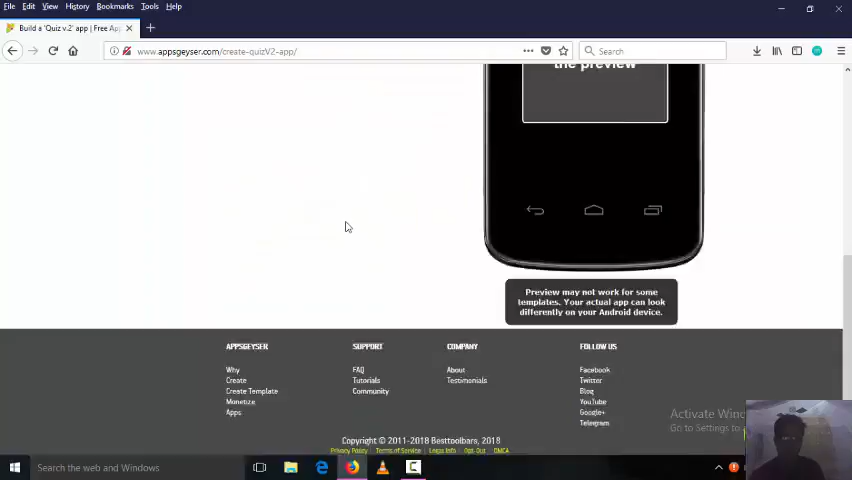 File Edit View History Bookmarks Tools Help
Build a 'Quiz v.2' app | Free App
www.appsgeyser.com/create-quizV2-app/
Search
the preview
Preview may not work for some
templates. Your actual app can look
differently on your Android device.
APPSGEYSER
Why
Create
Create Template
Monetize
Apps
SUPPORT
FAQ
Tutorials
Community
COMPANY
About
Testimonials
FOLLOW US
Facebook
Twitter
Blog
YouTube
Google+
Telegram
Activate Wind
Go to Settings to
Copyright © 2011-2018 Besttoolbars, 2018
Privacy Policy Terms of Service Legal Info Opt-Out DMCA
Search the web and Windows